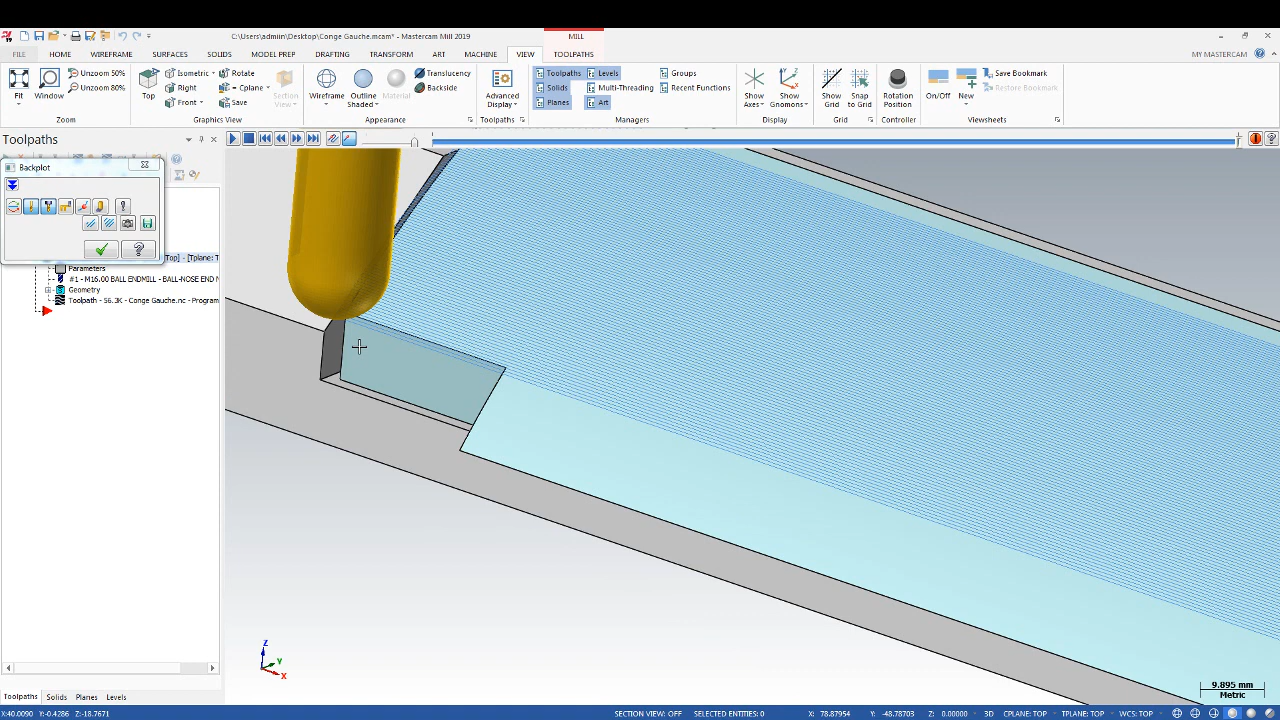 C:\Users\admin\Desktop\Conge Gauche.mcam* - Mastercam Mill 2019
MILL
FILE HOME WIREFRAME SURFACES SOLIDS MODEL PREP DRAFTING TRANSFORM ART MACHINE VIEW TOOLPATHS MY MASTERCAM
Fit
Window
Unzoom 50%
Unzoom 80%
Zoom
Top
Isometric
Right
Front
Rotate
= Cplane
Save
Section View
Graphics View
Wireframe
Outline Shaded
Material
Translucency
Backside
Appearance
Advanced Display
Toolpaths
Toolpaths
Solids
Planes
Levels
Multi-Threading
Art
Groups
Recent Functions
Managers
Show Axes
Show Gnomons
Display
Show Grid
Snap to Grid
Grid
Rotation Position
Controller
On/Off
New
Save Bookmark
Restore Bookmark
Viewsheets
Toolpaths
Backplot
Top] - [Tplane: T
Parameters
#1 - M16.00 BALL ENDMILL - BALL-NOSE END N
Geometry
Toolpath - 56.3K - Conge Gauche.nc - Program
Z
Y
X
9.895 mm
Metric
Toolpaths Solids Planes Levels
X:40.0090 Y:-0.4286 Z:-18.7671
SECTION VIEW: OFF SELECTED ENTITIES: 0 X: 78.87954 Y: -48.78703 Z: 0.00000 3D CPLANE: TOP TPLANE: TOP WCS: TOP